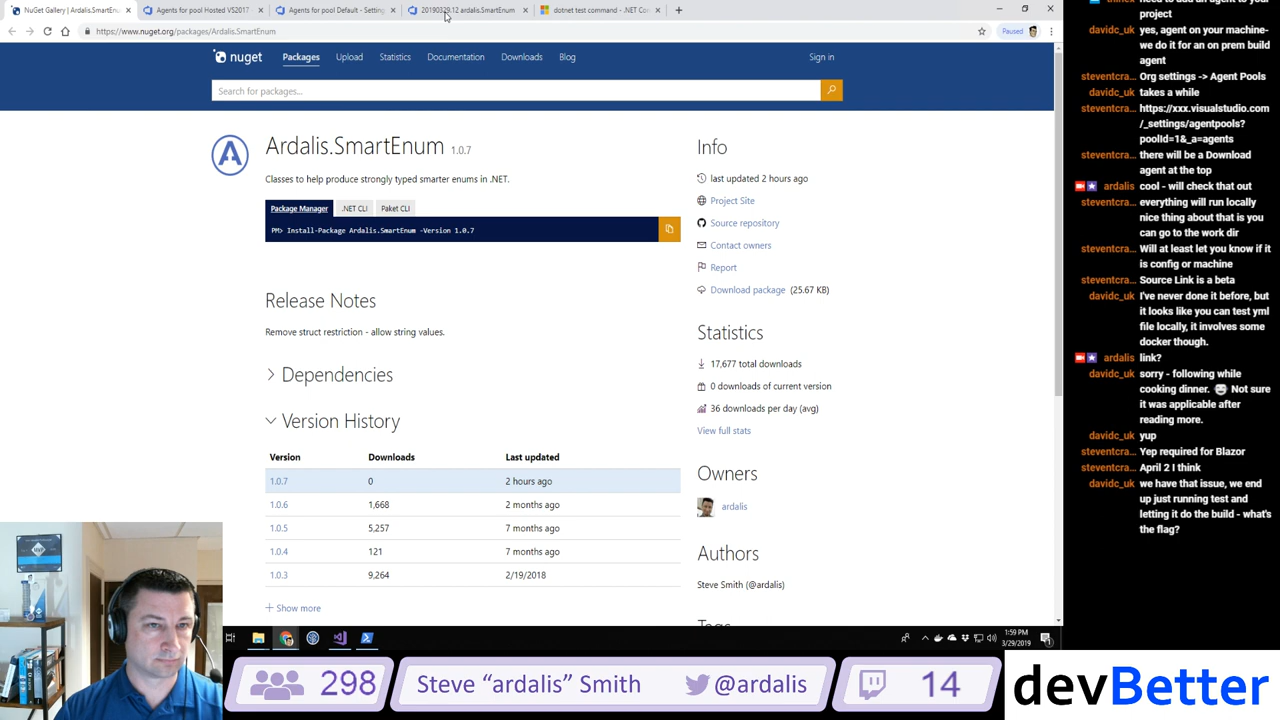 NuGet Gallery | Ardalis.SmartEnum
Agents for pool Hosted VS2017
Agents for pool Default - Settings
20190329.12 ardalis.SmartEnum
dotnet test command - .NET Co
https://www.nuget.org/packages/Ardalis.SmartEnum
Paused
nuget
Packages
Upload
Statistics
Documentation
Downloads
Blog
Sign in
Search for packages...
Ardalis.SmartEnum 1.0.7
Classes to help produce strongly typed smarter enums in .NET.
Package Manager
.NET CLI
Paket CLI
PM> Install-Package Ardalis.SmartEnum -Version 1.0.7
Release Notes
Remove struct restriction - allow string values.
Dependencies
Version History
Version Downloads Last updated
1.0.7 0 2 hours ago
1.0.6 1,668 2 months ago
1.0.5 5,257 7 months ago
1.0.4 121 7 months ago
1.0.3 9,264 2/19/2018
+ Show more
Info
last updated 2 hours ago
Project Site
Source repository
Contact owners
Report
Download package (25.67 KB)
Statistics
17,677 total downloads
0 downloads of current version
36 downloads per day (avg)
View full stats
Owners
ardalis
Authors
Steve Smith (@ardalis)
need to add agent to your
project
davidc_uk yes, agent on your machine-
we do it for an on prem build
agent
steventcra... Org settings -> Agent Pools
davidc_uk takes a while
steventcra... https://xxx.visualstudio.com
/_settings/agentpools?
poolId=1&_a=agents
steventcra... there will be a Download
agent at the top
ardalis cool - will check that out
steventcra... everything will run locally
nice thing about that is you
can go to the work dir
steventcra... Will at least let you know if it
is config or machine
steventcra... Source Link is a beta
davidc_uk I've never done it before, but
it looks like you can test yml
file locally, it involves some
docker though.
ardalis link?
davidc_uk sorry - following while
cooking dinner. Not sure
it was applicable after
reading more.
davidc_uk yup
steventcra... Yep required for Blazor
steventcra... April 2 I think
davidc_uk we have that issue, we end
up just running test and
letting it do the build - what's
the flag?
1:59 PM
3/29/2019
298
Steve "ardalis" Smith
@ardalis
14
devBetter